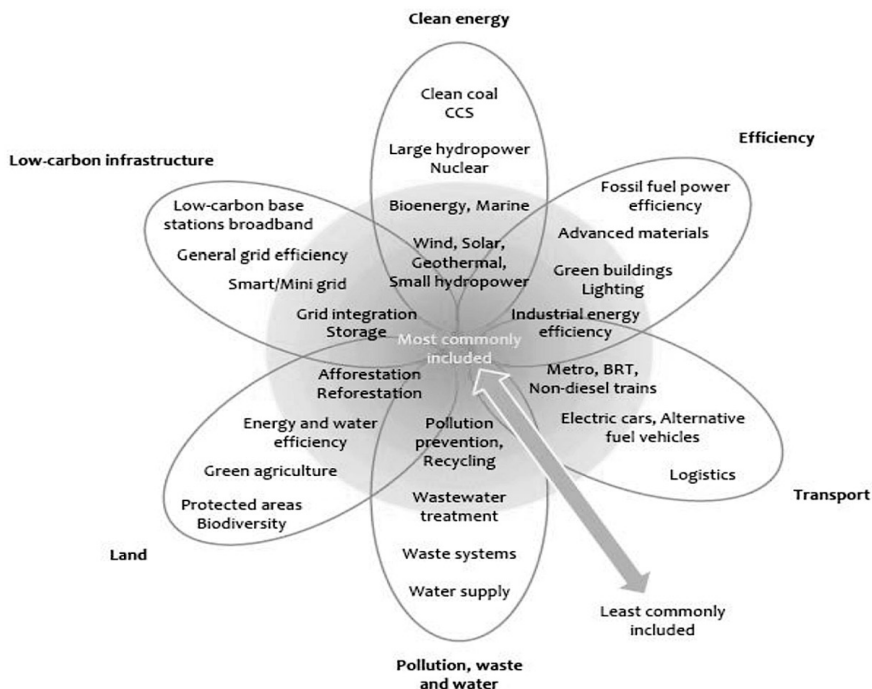 Clean energy
Clean coal
CCS
Large hydropower
Nuclear
Bioenergy, Marine
Wind, Solar,
Geothermal,
Small hydropower
Efficiency
Fossil fuel power
efficiency
Advanced materials
Green buildings
Lighting
Industrial energy
efficiency
Low-carbon infrastructure
Low-carbon base
stations broadband
General grid efficiency
Smart/Mini grid
Grid integration
Storage
Most commonly
included
Afforestation
Reforestation
Energy and water
efficiency
Green agriculture
Protected areas
Biodiversity
Land
Pollution
prevention,
Recycling
Wastewater
treatment
Waste systems
Water supply
Pollution, waste
and water
Metro, BRT,
Non-diesel trains
Electric cars, Alternative
fuel vehicles
Logistics
Transport
Least commonly
included